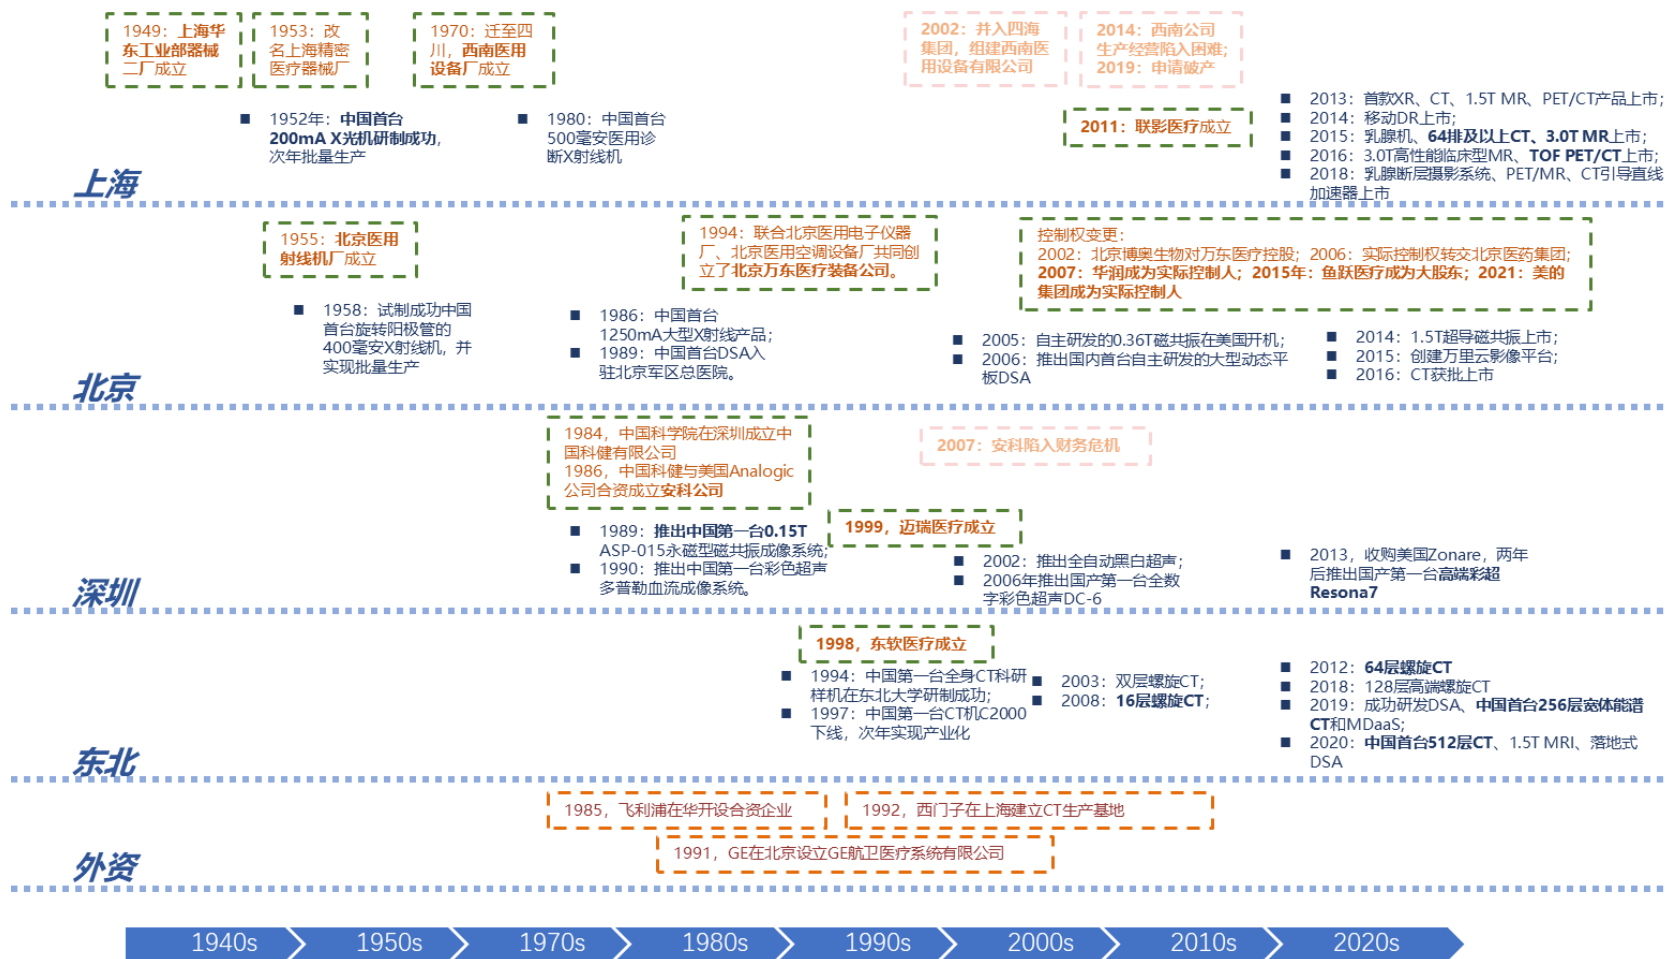 1949：上海华
东工业部器械
二厂成立
1953：改
名上海精密
医疗器械厂
1970：迁至四
川，西南医用
设备厂成立
2002：并入四海
集团，组建西南医
用设备有限公司
2014：西南公司
生产经营陷入困难；
2019：申请破产
1952年：中国首台
200mA X光机研制成功，
次年批量生产
1980：中国首台
500毫安医用诊
断X射线机
2011：联影医疗成立
2013：首款XR、CT、1.5T MR、PET/CT产品上市；
2014：移动DR上市；
2015：乳腺机、64排及以上CT、3.0T MR上市；
2016：3.0T高性能临床型MR、TOF PET/CT上市；
2018：乳腺断层摄影系统、PET/MR、CT引导直线
加速器上市
上海
1955：北京医用
射线机厂成立
1994：联合北京医用电子仪器
厂、北京医用空调设备厂共同创
立了北京万东医疗装备公司。
控制权变更：
2002：北京博奥生物对万东医疗控股；2006：实际控制权转交北京医药集团；
2007：华润成为实际控制人；2015年：鱼跃医疗成为大股东；2021：美的
集团成为实际控制人
1958：试制成功中国
首台旋转阳极管的
400毫安X射线机，并
实现批量生产
1986：中国首台
1250mA大型X射线产品；
1989：中国首台DSA入
驻北京军区总医院。
2005：自主研发的0.36T磁共振在美国开机；
2006：推出国内首台自主研发的大型动态平
板DSA
2014：1.5T超导磁共振上市；
2015：创建万里云影像平台；
2016：CT获批上市
北京
1984，中国科学院在深圳成立中
国科健有限公司
1986，中国科健与美国Analogic
公司合资成立安科公司
2007：安科陷入财务危机
1989：推出中国第一台0.15T
ASP-015永磁型磁共振成像系统；
1990：推出中国第一台彩色超声
多普勒血流成像系统。
1999，迈瑞医疗成立
2002：推出全自动黑白超声；
2006年推出国产第一台全数
字彩色超声DC-6
2013，收购美国Zonare，两年
后推出国产第一台高端彩超
Resona7
深圳
1998，东软医疗成立
1994：中国第一台全身CT科研
样机在东北大学研制成功；
1997：中国第一台CT机C2000
下线，次年实现产业化
2003：双层螺旋CT；
2008：16层螺旋CT；
2012：64层螺旋CT
2018：128层高端螺旋CT
2019：成功研发DSA、中国首台256层宽体能谱
CT和MDaaS；
2020：中国首台512层CT、1.5T MRI、落地式
DSA
东北
1985，飞利浦在华开设合资企业
1992，西门子在上海建立CT生产基地
1991，GE在北京设立GE航卫医疗系统有限公司
外资
1940s
1950s
1970s
1980s
1990s
2000s
2010s
2020s